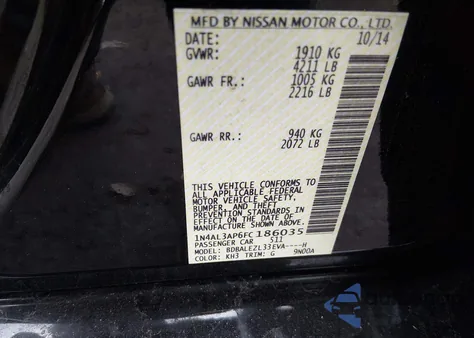 MFD BY NISSAN MOTOR CO., LTD.
DATE: 10/14
GVWR: 1910 KG
4211 LB
GAWR FR.: 1005 KG
2216 LB
GAWR RR.: 940 KG
2072 LB
THIS VEHICLE CONFORMS TO
ALL APPLICABLE FEDERAL
MOTOR VEHICLE SAFETY,
BUMPER, AND THEFT
PREVENTION STANDARDS IN
EFFECT ON THE DATE OF
MANUFACTURE SHOWN ABOVE.
1N4AL3AP6FC186035
PASSENGER CAR S11
MODEL: BDBALEZL33EVA----H
COLOR: KH3 TRIM: G 9N00A